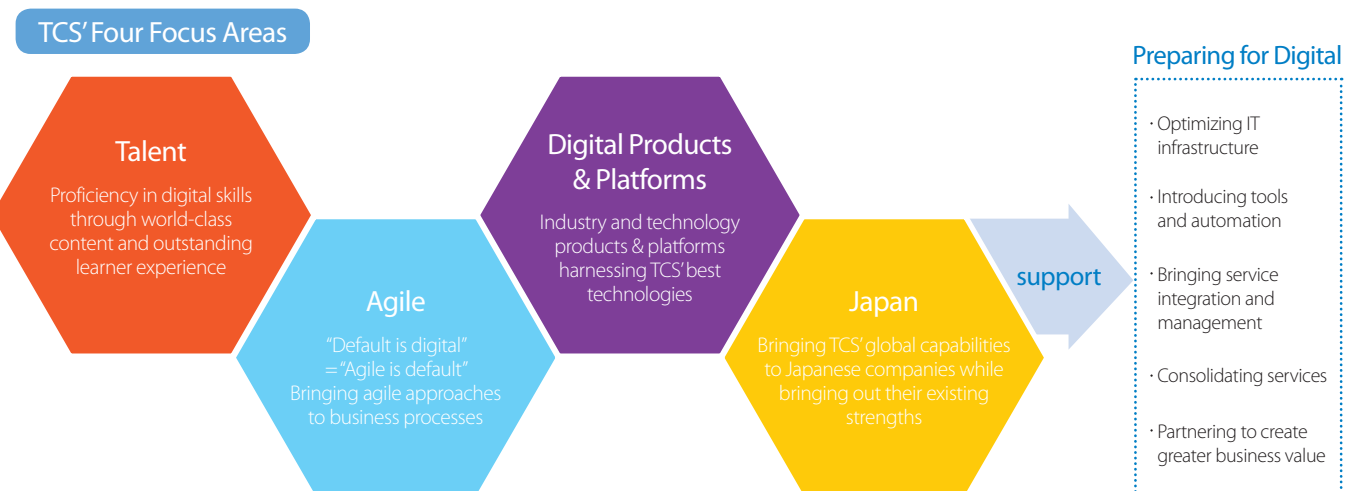 TCS’ Four Focus Areas
Talent
Proficiency in digital skills
through world-class
content and outstanding
learner experience
Agile
“Default is digital”
= “Agile is default”
Bringing agile approaches
to business processes
Digital Products
& Platforms
Industry and technology
products & platforms
harnessing TCS’ best
technologies
Japan
Bringing TCS’ global capabilities
to Japanese companies while
bringing out their existing
strengths
support
Preparing for Digital
· Optimizing IT
infrastructure
· Introducing tools
and automation
· Bringing service
integration and
management
· Consolidating services
· Partnering to create
greater business value